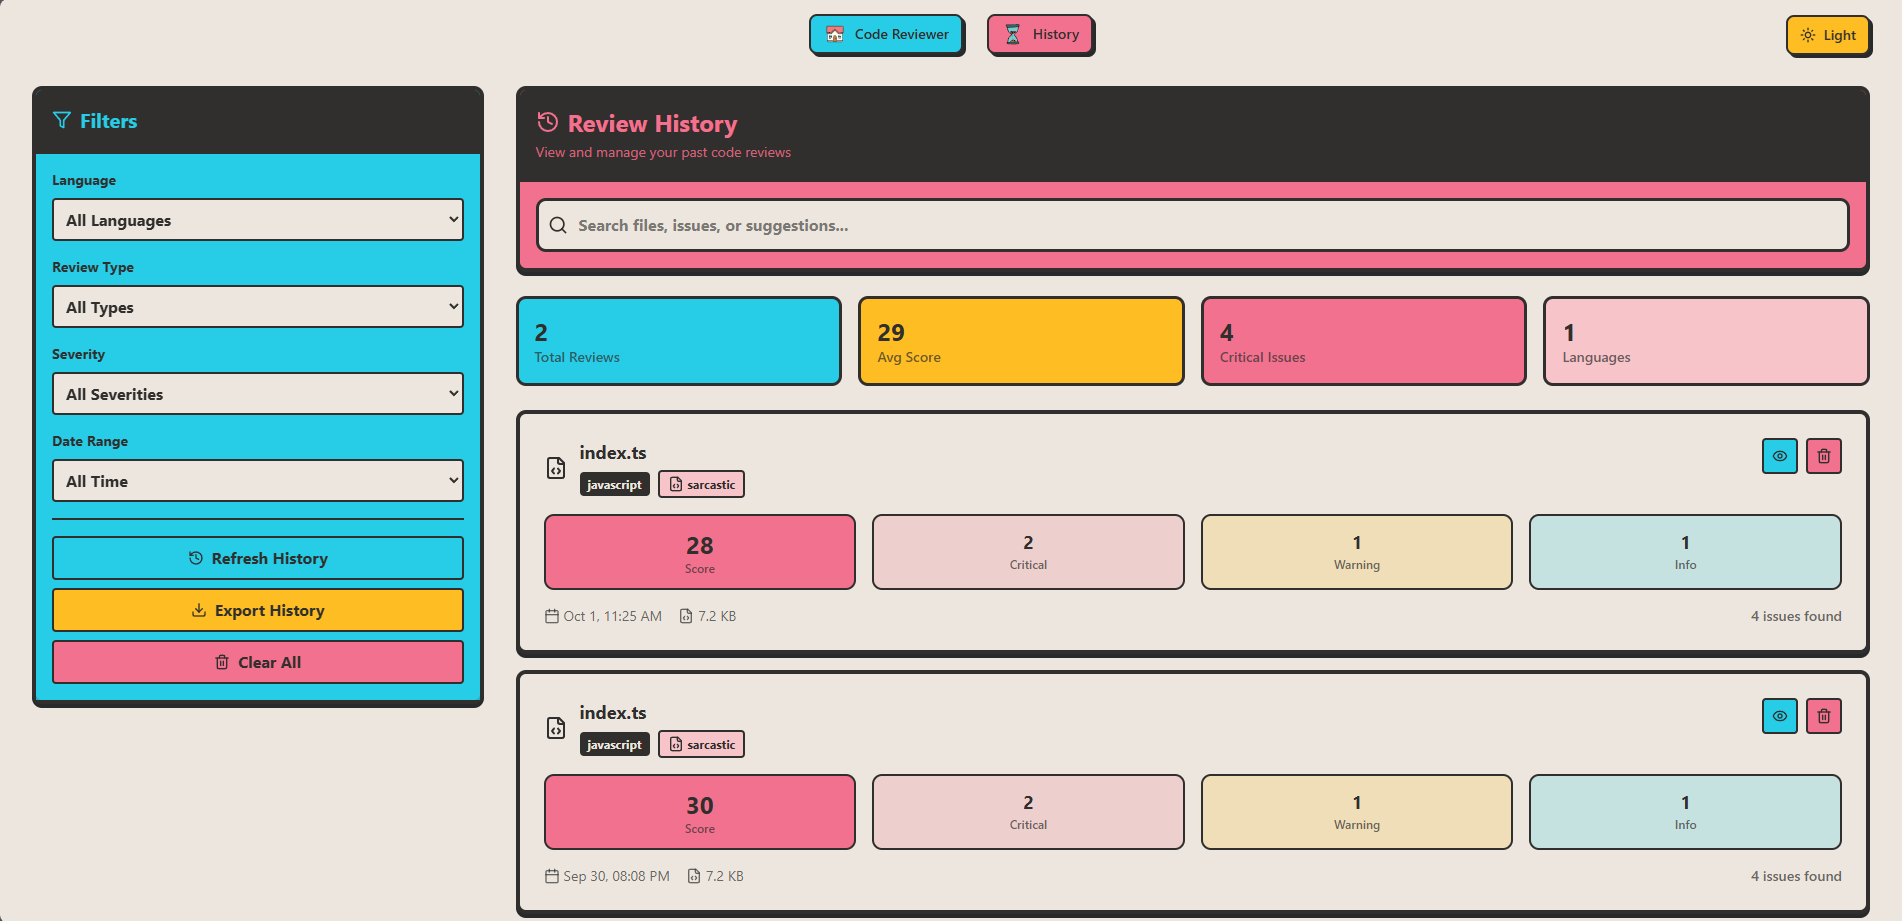 Code Reviewer
History
Light
Filters
Language
All Languages
Review Type
All Types
Severity
All Severities
Date Range
All Time
Refresh History
Export History
Clear All
Review History
View and manage your past code reviews
Search files, issues, or suggestions...
2
Total Reviews
29
Avg Score
4
Critical Issues
1
Languages
index.ts
javascript sarcastic
28
Score
2
Critical
1
Warning
1
Info
Oct 1, 11:25 AM 7.2 KB
4 issues found
index.ts
javascript sarcastic
30
Score
2
Critical
1
Warning
1
Info
Sep 30, 08:08 PM 7.2 KB
4 issues found